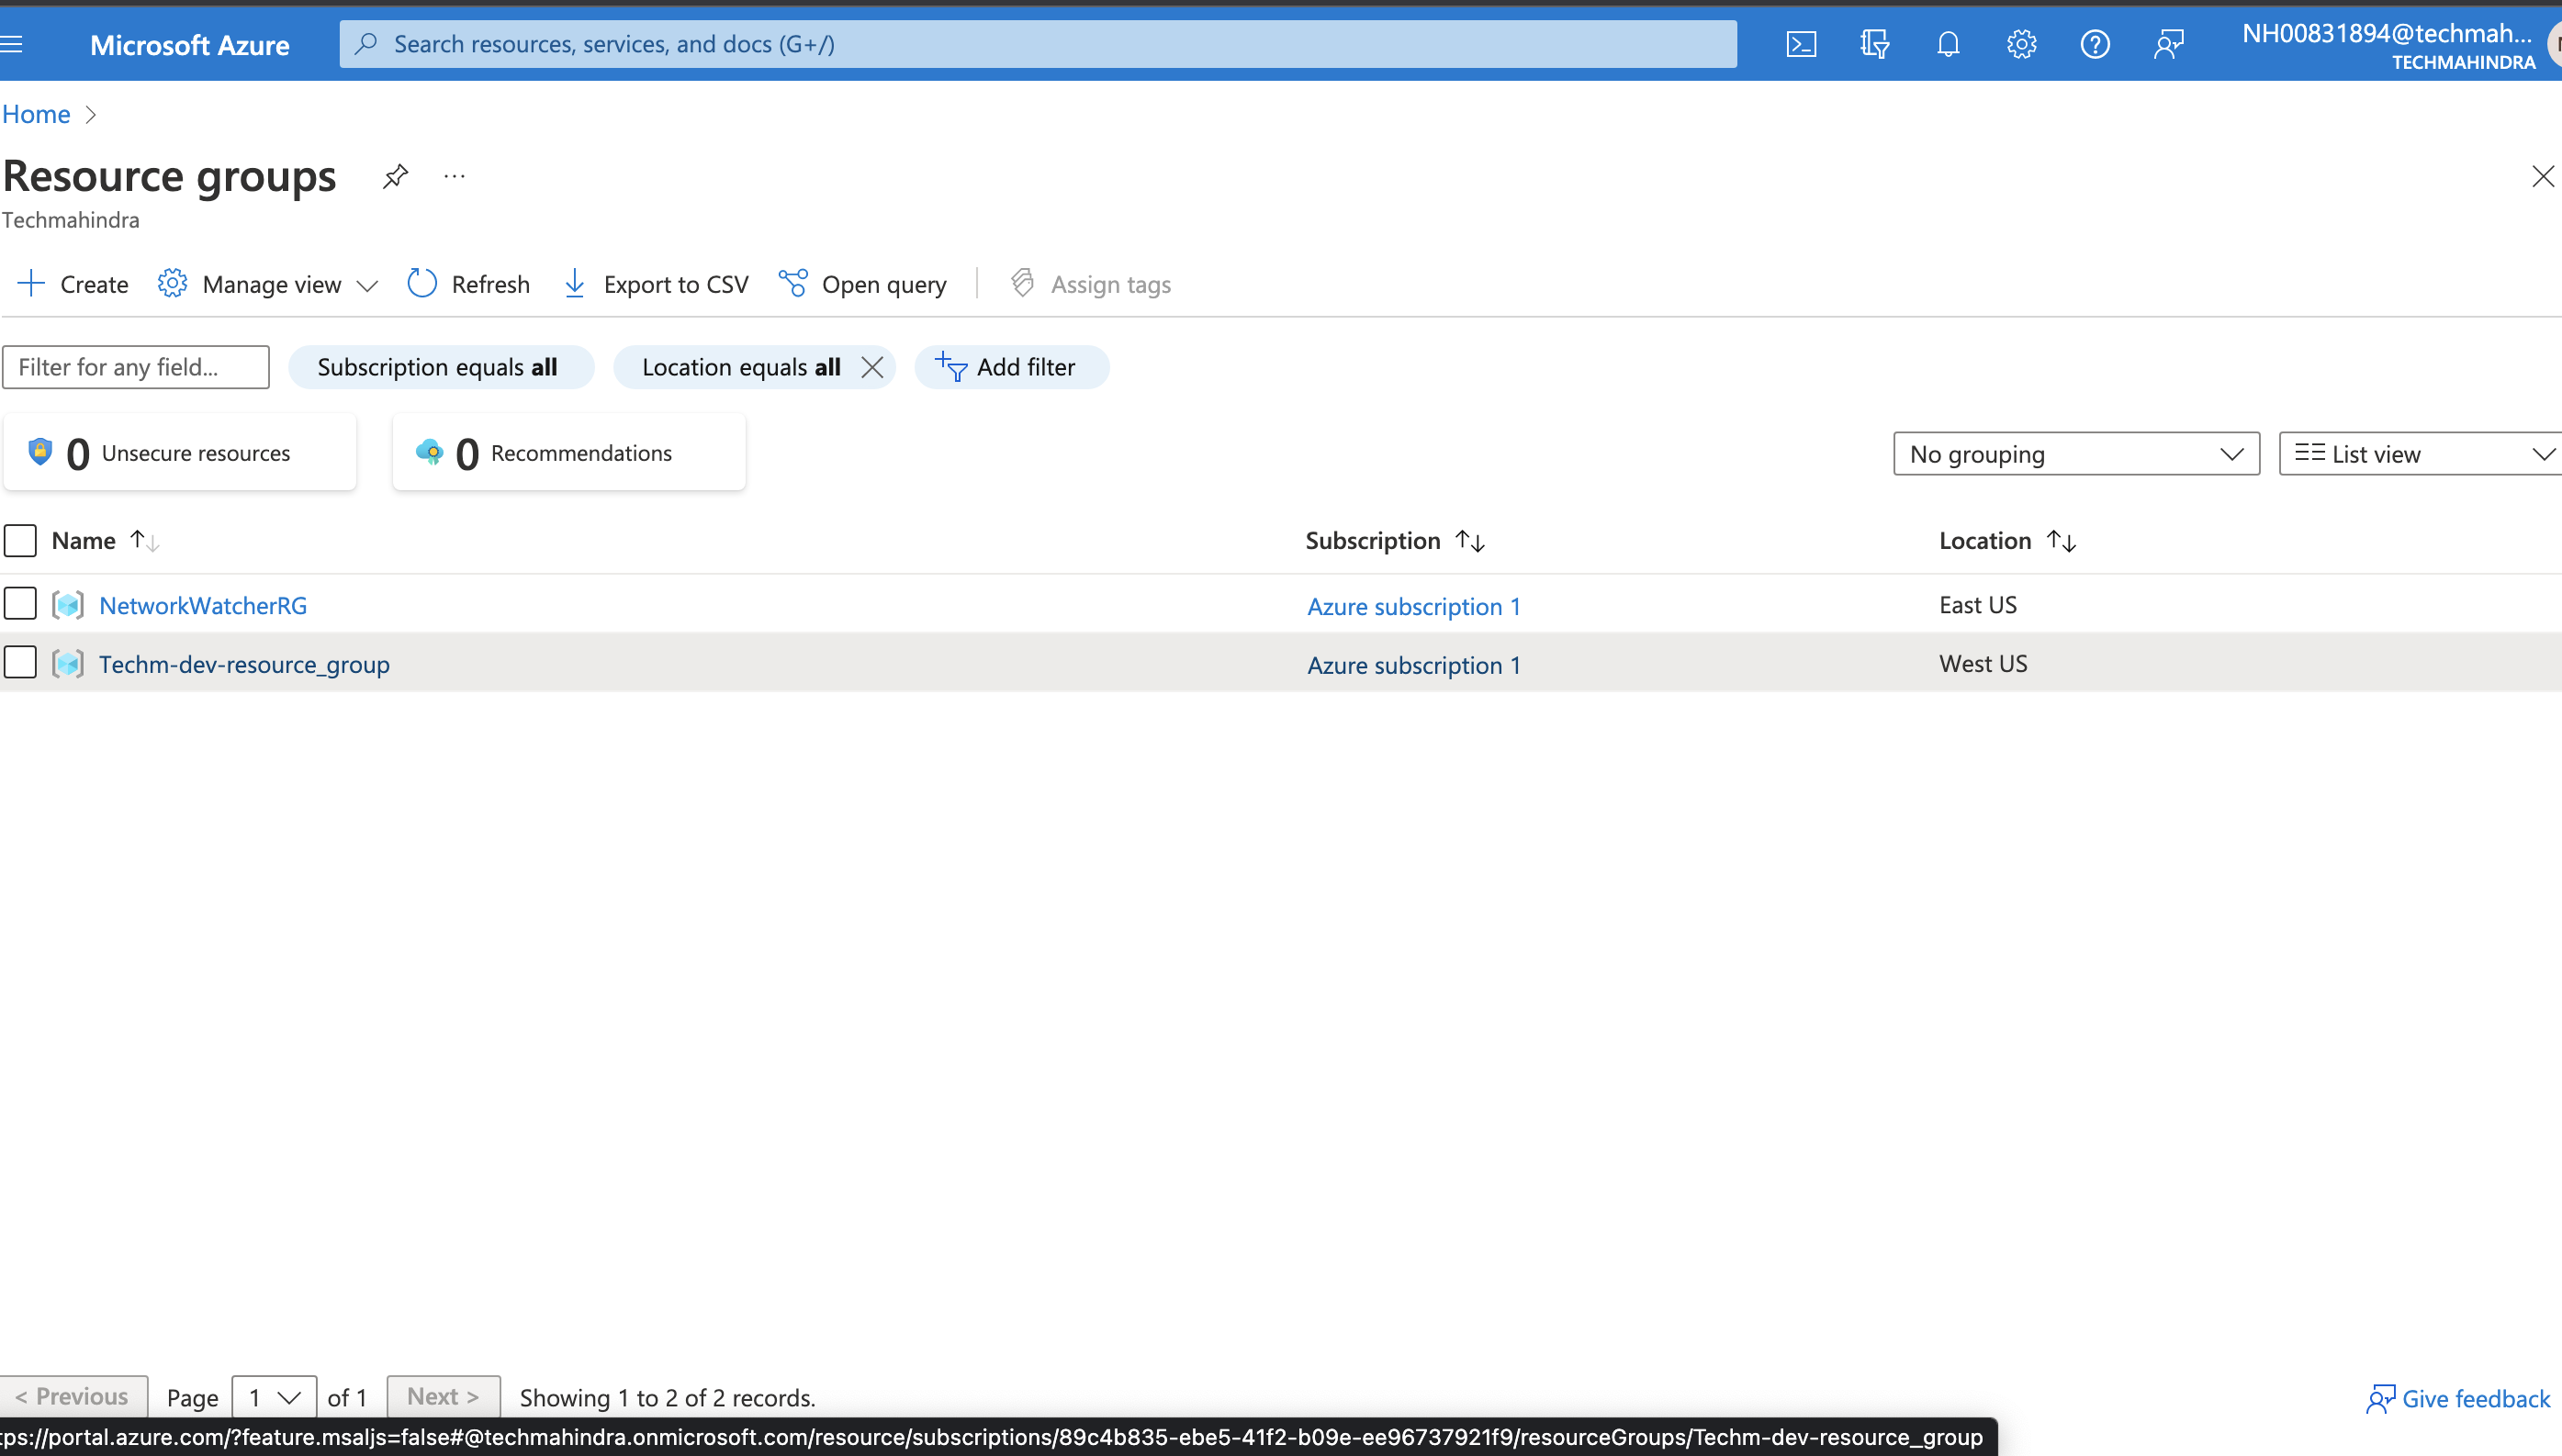 Microsoft Azure
Search resources, services, and docs (G+/)
NH00831894@techmah...
TECHMAHINDRA
Home
Resource groups
Techmahindra
Create
Manage view
Refresh
Export to CSV
Open query
Assign tags
Filter for any field...
Subscription equals all
Location equals all
Add filter
0 Unsecure resources
0 Recommendations
No grouping
List view
Name
Subscription
Location
NetworkWatcherRG
Azure subscription 1
East US
Techm-dev-resource_group
Azure subscription 1
West US
< Previous
Page
1
of 1
Next >
Showing 1 to 2 of 2 records.
Give feedback
tps://portal.azure.com/?feature.msaljs=false#@techmahindra.onmicrosoft.com/resource/subscriptions/89c4b835-ebe5-41f2-b09e-ee96737921f9/resourceGroups/Techm-dev-resource_group